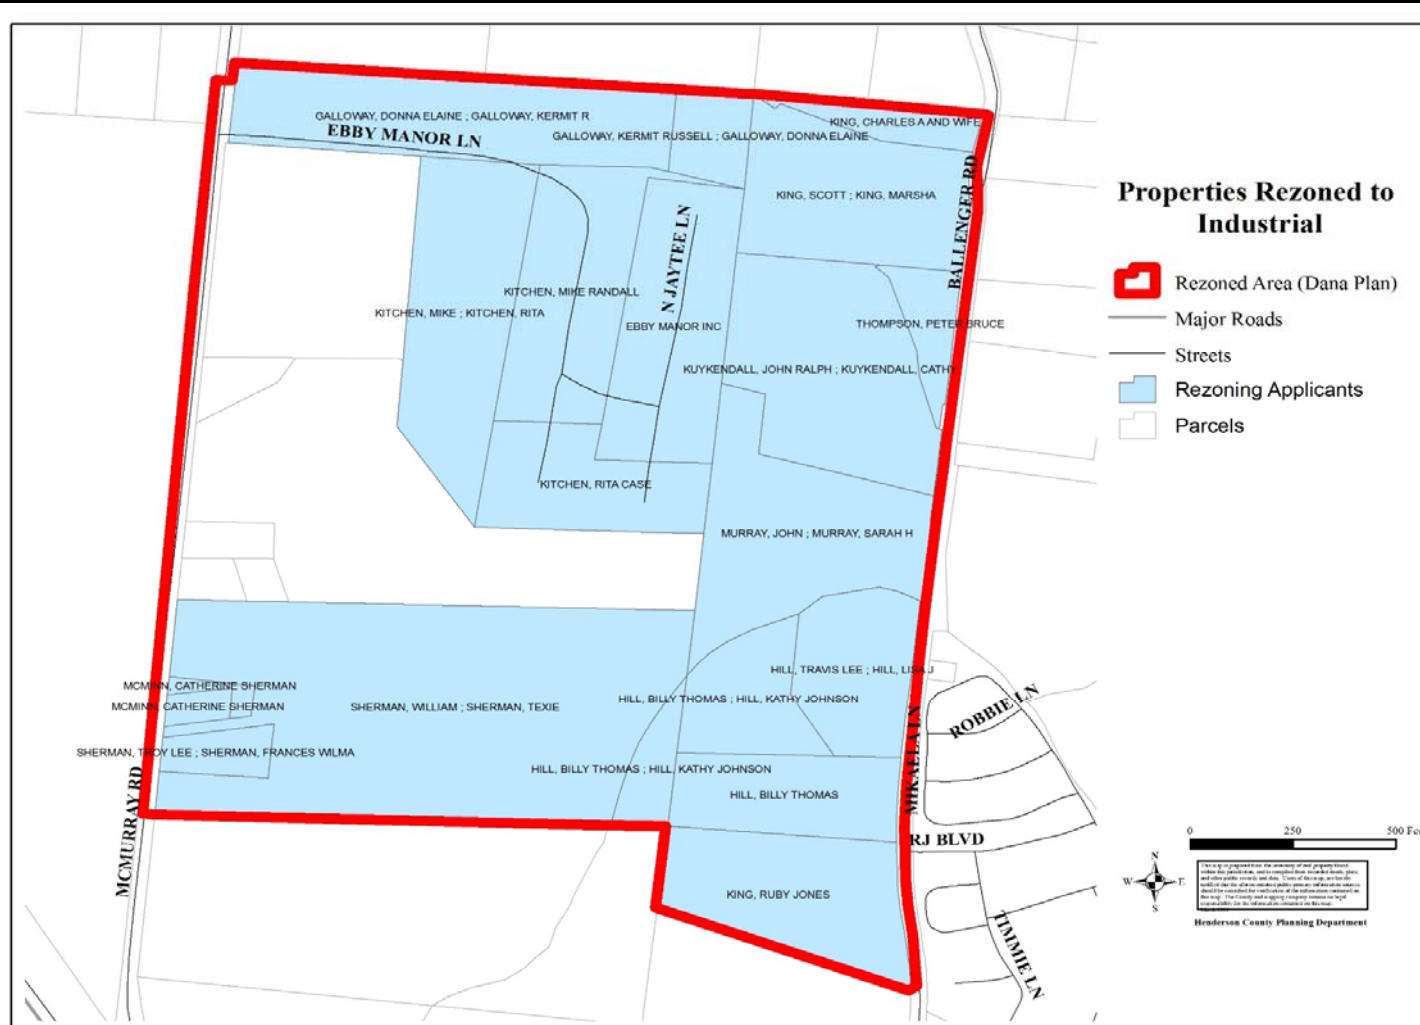 GALLOWAY, DONNA ELAINE ; GALLOWAY, KERMIT R
KING, CHARLES A AND WIFE
EBBY MANOR LN
GALLOWAY, KERMIT RUSSELL ; GALLOWAY, DONNA ELAINE
KING, SCOTT ; KING, MARSHA
BALLENGER RD
N JAYTEE LN
KITCHEN, MIKE RANDALL
KITCHEN, MIKE ; KITCHEN, RITA
EBBY MANOR INC
THOMPSON, PETER BRUCE
KUYKENDALL, JOHN RALPH ; KUYKENDALL, CATHY
KITCHEN, RITA CASE
MURRAY, JOHN ; MURRAY, SARAH H
HILL, TRAVIS LEE ; HILL, LISA J
MCMINN, CATHERINE SHERMAN
HILL, BILLY THOMAS ; HILL, KATHY JOHNSON
MCMINN, CATHERINE SHERMAN
SHERMAN, WILLIAM ; SHERMAN, TEXIE
ROBBIE LN
SHERMAN, TROY LEE ; SHERMAN, FRANCES WILMA
MIKAELA LN
HILL, BILLY THOMAS ; HILL, KATHY JOHNSON
HILL, BILLY THOMAS
MCMURRAY RD
RJ BLVD
KING, RUBY JONES
TIMMIE LN
Properties Rezoned to
Industrial
Rezoned Area (Dana Plan)
Major Roads
Streets
Rezoning Applicants
Parcels
0 250 500 Fe
N
W E
S
Henderson County Planning Department